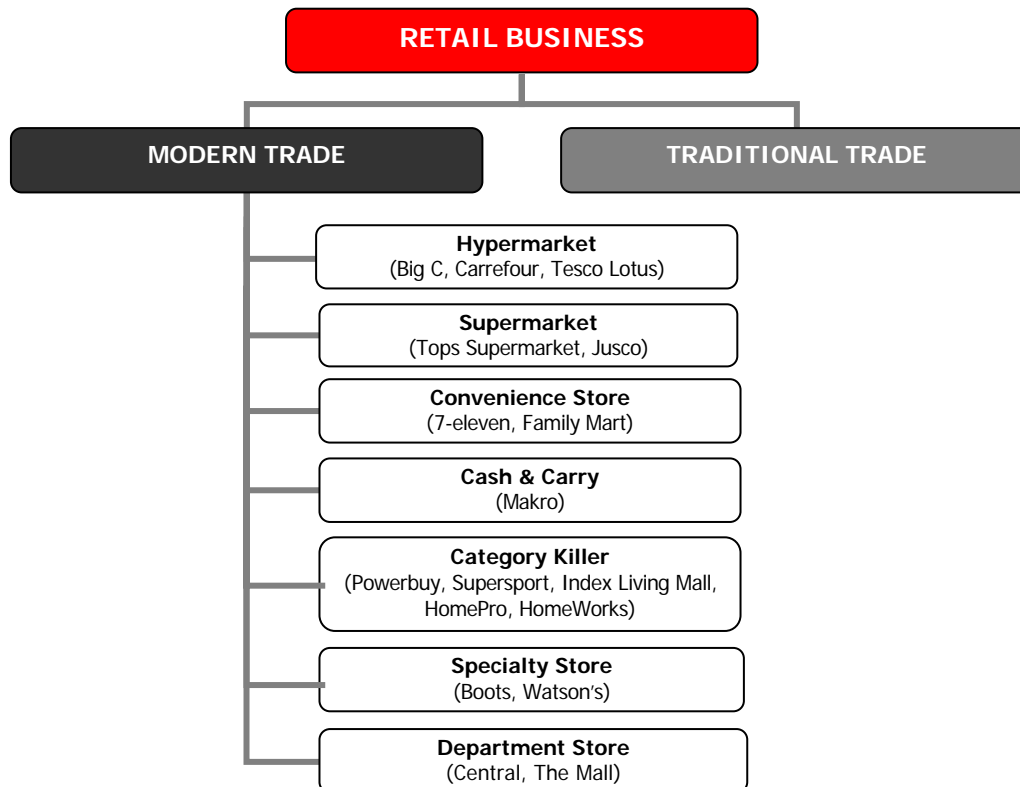 RETAIL BUSINESS
MODERN TRADE
TRADITIONAL TRADE
Hypermarket
(Big C, Carrefour, Tesco Lotus)
Supermarket
(Tops Supermarket, Jusco)
Convenience Store
(7-eleven, Family Mart)
Cash & Carry
(Makro)
Category Killer
(Powerbuy, Supersport, Index Living Mall,
HomePro, HomeWorks)
Specialty Store
(Boots, Watson’s)
Department Store
(Central, The Mall)